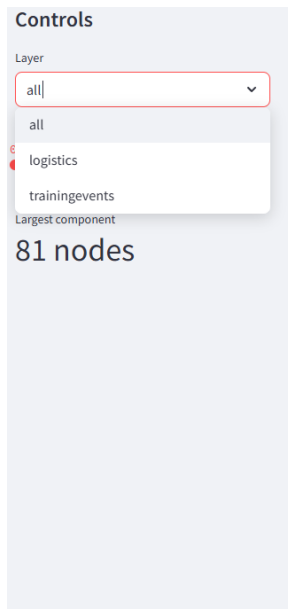 Controls
Layer
all
all
logistics
trainingevents
Largest component
81 nodes